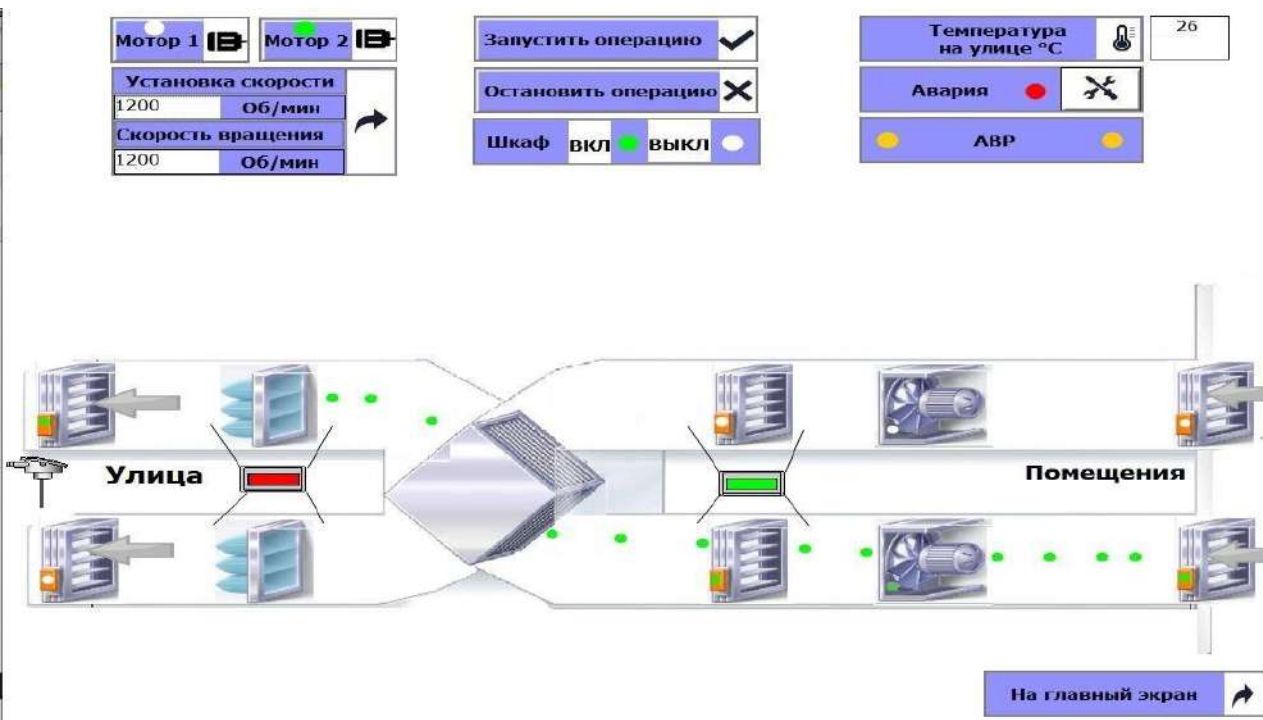 Мотор 1
Мотор 2
Установка скорости
1200 Об/мин
Скорость вращения
1200 Об/мин
Запустить операцию
Остановить операцию
Шкаф ВКЛ ВЫКЛ
Температура
на улице °C
26
Авария
АВР
Улица
Помещения
На главный экран